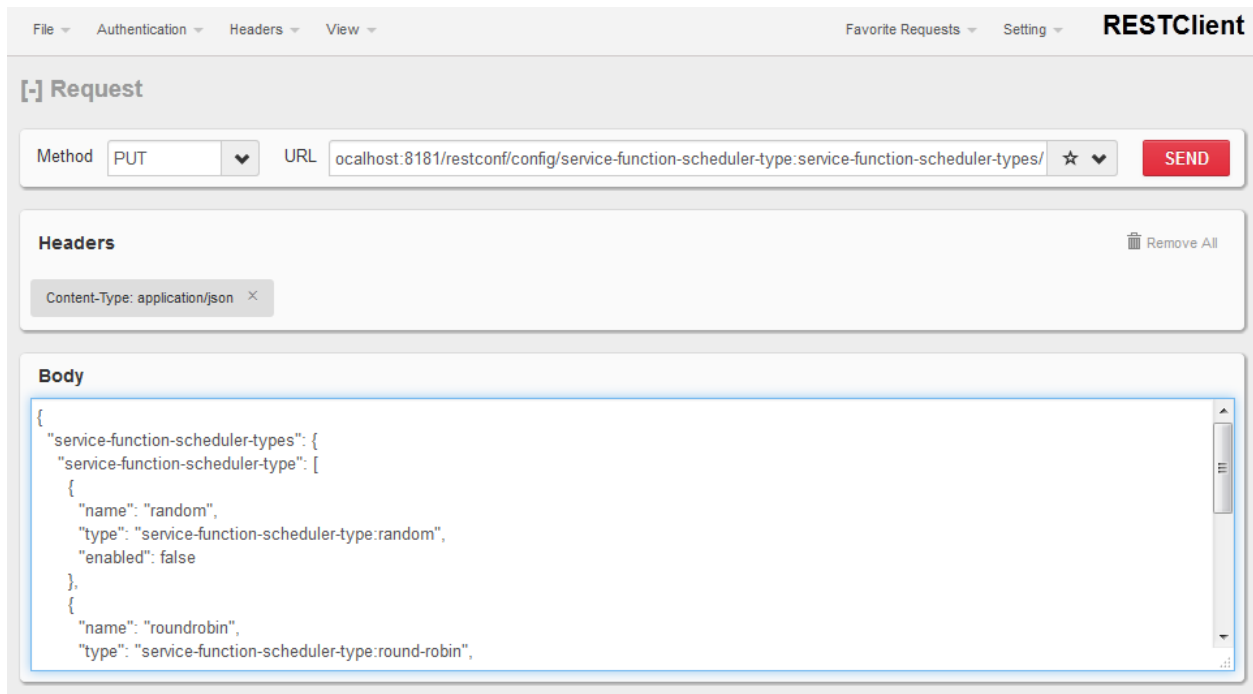 File Authentication Headers View Favorite Requests Setting RESTClient
[-] Request
Method PUT URL ocalhost:8181/restconf/config/service-function-scheduler-type:service-function-scheduler-types/ SEND
Headers Remove All
Content-Type: application/json ×
Body
{
"service-function-scheduler-types": {
"service-function-scheduler-type": [
{
"name": "random",
"type": "service-function-scheduler-type:random",
"enabled": false
},
{
"name": "roundrobin",
"type": "service-function-scheduler-type:round-robin",